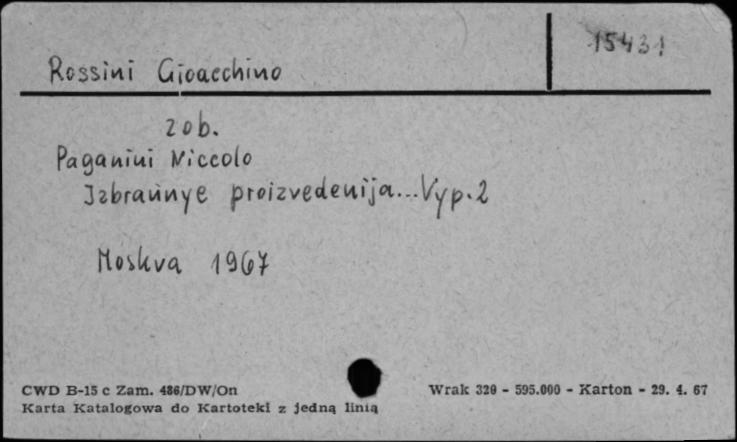 Rossini Gioacchino
15431
zob.
Paganini Niccolo
Izbrannye proizvedenija... Vyp. 2
Moskva 1967
CWD B-15 c Zam. 486/DW/On
Wrak 320 - 595.000 - Karton - 29. 4. 67
Karta Katalogowa do Kartoteki z jedną linią